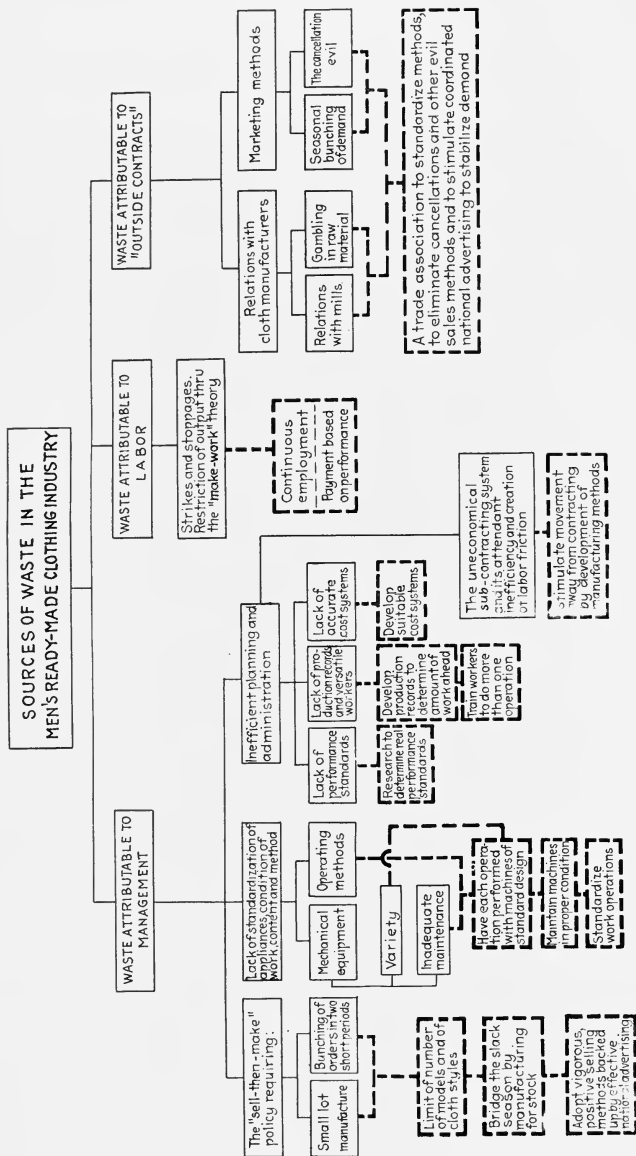 SOURCES OF WASTE IN THE
MEN'S READY-MADE CLOTHING INDUSTRY
WASTE ATTRIBUTABLE TO
MANAGEMENT
WASTE ATTRIBUTABLE TO
LABOR
WASTE ATTRIBUTABLE TO
"OUTSIDE CONTRACTS"
The "sell-then-make"
policy requiring:
Small lot
manufacture
Bunching of
orders in two
short periods
Limit of number
of models and of
cloth styles
Bridge the slack
season by
manufacturing
for stock
Adopt vigorous,
positive selling
methods backed
up by effective
national advertising
Lack of standardization of
appliances, condition of
work, content and method
Mechanical
equipment
Operating
methods
Variety
Inadequate
maintenance
Have each opera-
tion performed
with machines of
standard design
Maintain machines
in proper condition
Standardize
work operations
Inefficient planning and
administration
Lack of
performance
standards
Lack of pro-
duction records
and versatile
workers
Lack of
accurate
cost systems
Research to
determine real
performance
standards
Develop
production
records to
determine
amount of
work ahead
Train workers
to do more
than one
operation
Develop
suitable
cost systems
The uneconomical
sub-contracting system
and its attendant
inefficiency and creation
of labor friction
Stimulate movement
away from contracting
by development of
manufacturing methods
Strikes and stoppages.
Restriction of output thru
the "make-work" theory
Continuous
employment
Payment based
on performance
Relations with
cloth manufacturers
Marketing methods
Relations
with mills.
Gambling
in raw
material
Seasonal
bunching
of demand
The cancellation
evil
A trade association to standardize methods,
to eliminate cancellations and other evil
sales methods and to stimulate coordinated
national advertising to stabilize demand